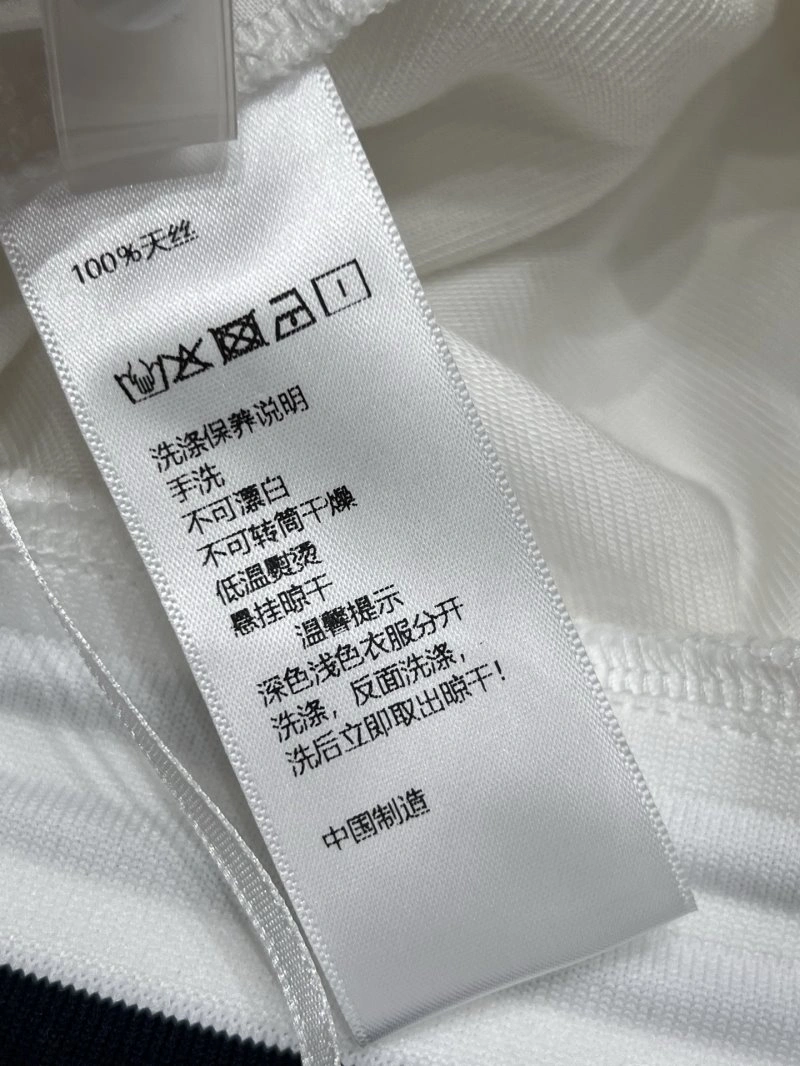 100%天丝
洗涤保养说明
手洗
不可漂白
不可转筒干燥
低温熨烫
悬挂晾干
温馨提示
深色浅色衣服分开
洗涤，反面洗涤，
洗后立即取出晾干！
中国制造